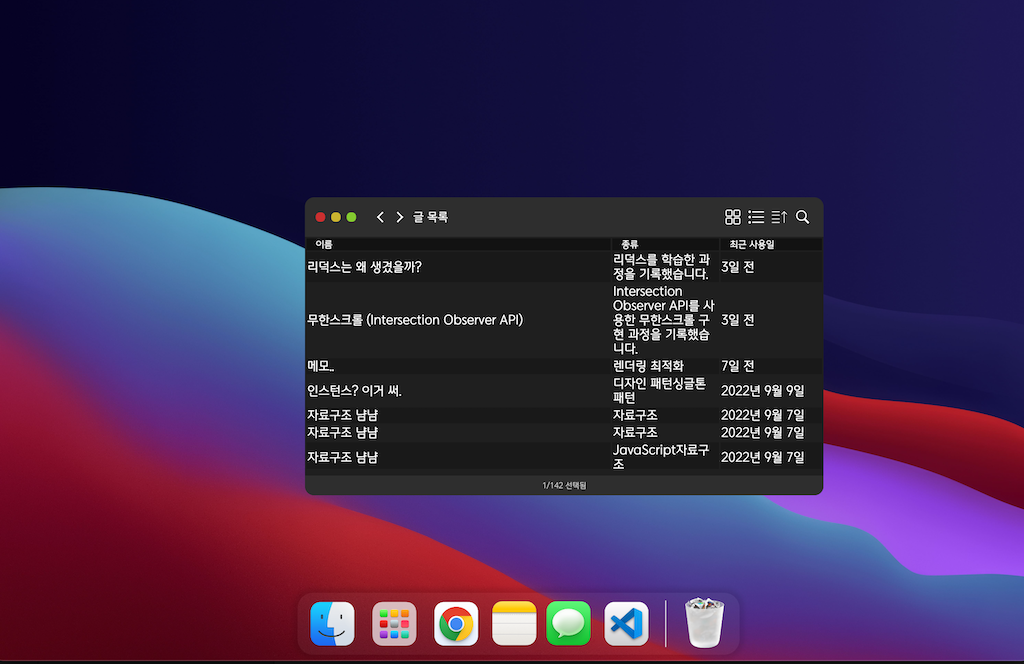 글 목록
이름 종류 최근 사용일
리덕스는 왜 생겼을까? 리덕스를 학습한 과
정을 기록했습니다. 3일 전
무한스크롤 (Intersection Observer API) Intersection
Observer API를 사
용한 무한스크롤 구
현 과정을 기록했습
니다. 3일 전
메모.. 렌더링 최적화 7일 전
인스턴스? 이거 써. 디자인 패턴싱글톤
패턴 2022년 9월 9일
자료구조 냠냠 자료구조 2022년 9월 7일
자료구조 냠냠 자료구조 2022년 9월 7일
자료구조 냠냠 JavaScript자료구
조 2022년 9월 7일
1/142 선택됨